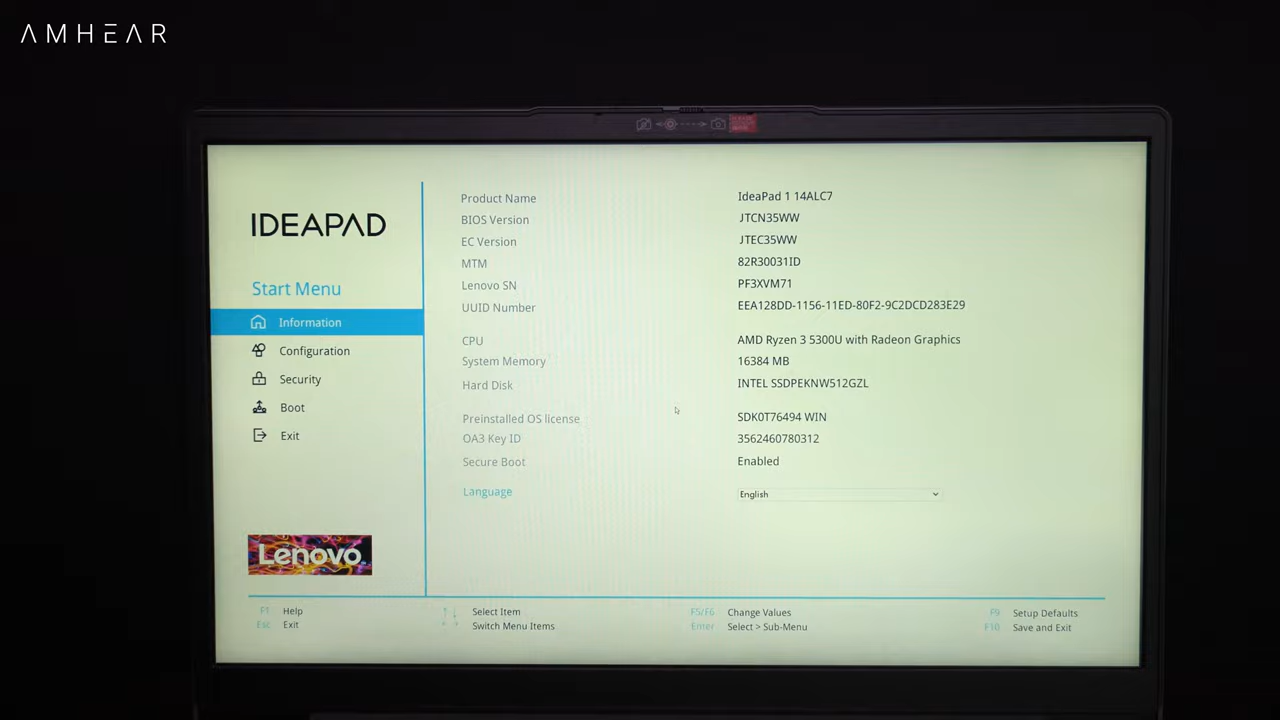 AMHEAR
IDEAPAD
Start Menu
Information
Configuration
Security
Boot
Exit
Lenovo
Product Name IdeaPad 1 14ALC7
BIOS Version JTCN35WW
EC Version JTEC35WW
MTM 82R30031ID
Lenovo SN PF3XVM71
UUID Number EEA128DD-1156-11ED-80F2-9C2DCD283E29
CPU AMD Ryzen 3 5300U with Radeon Graphics
System Memory 16384 MB
Hard Disk INTEL SSDPEKNW512GZL
Preinstalled OS license SDK0T76494 WIN
OA3 Key ID 3562460780312
Secure Boot Enabled
Language English
F1 Help Select Item F5/F6 Change Values F9 Setup Defaults
Esc Exit Switch Menu Items Enter Select > Sub-Menu F10 Save and Exit